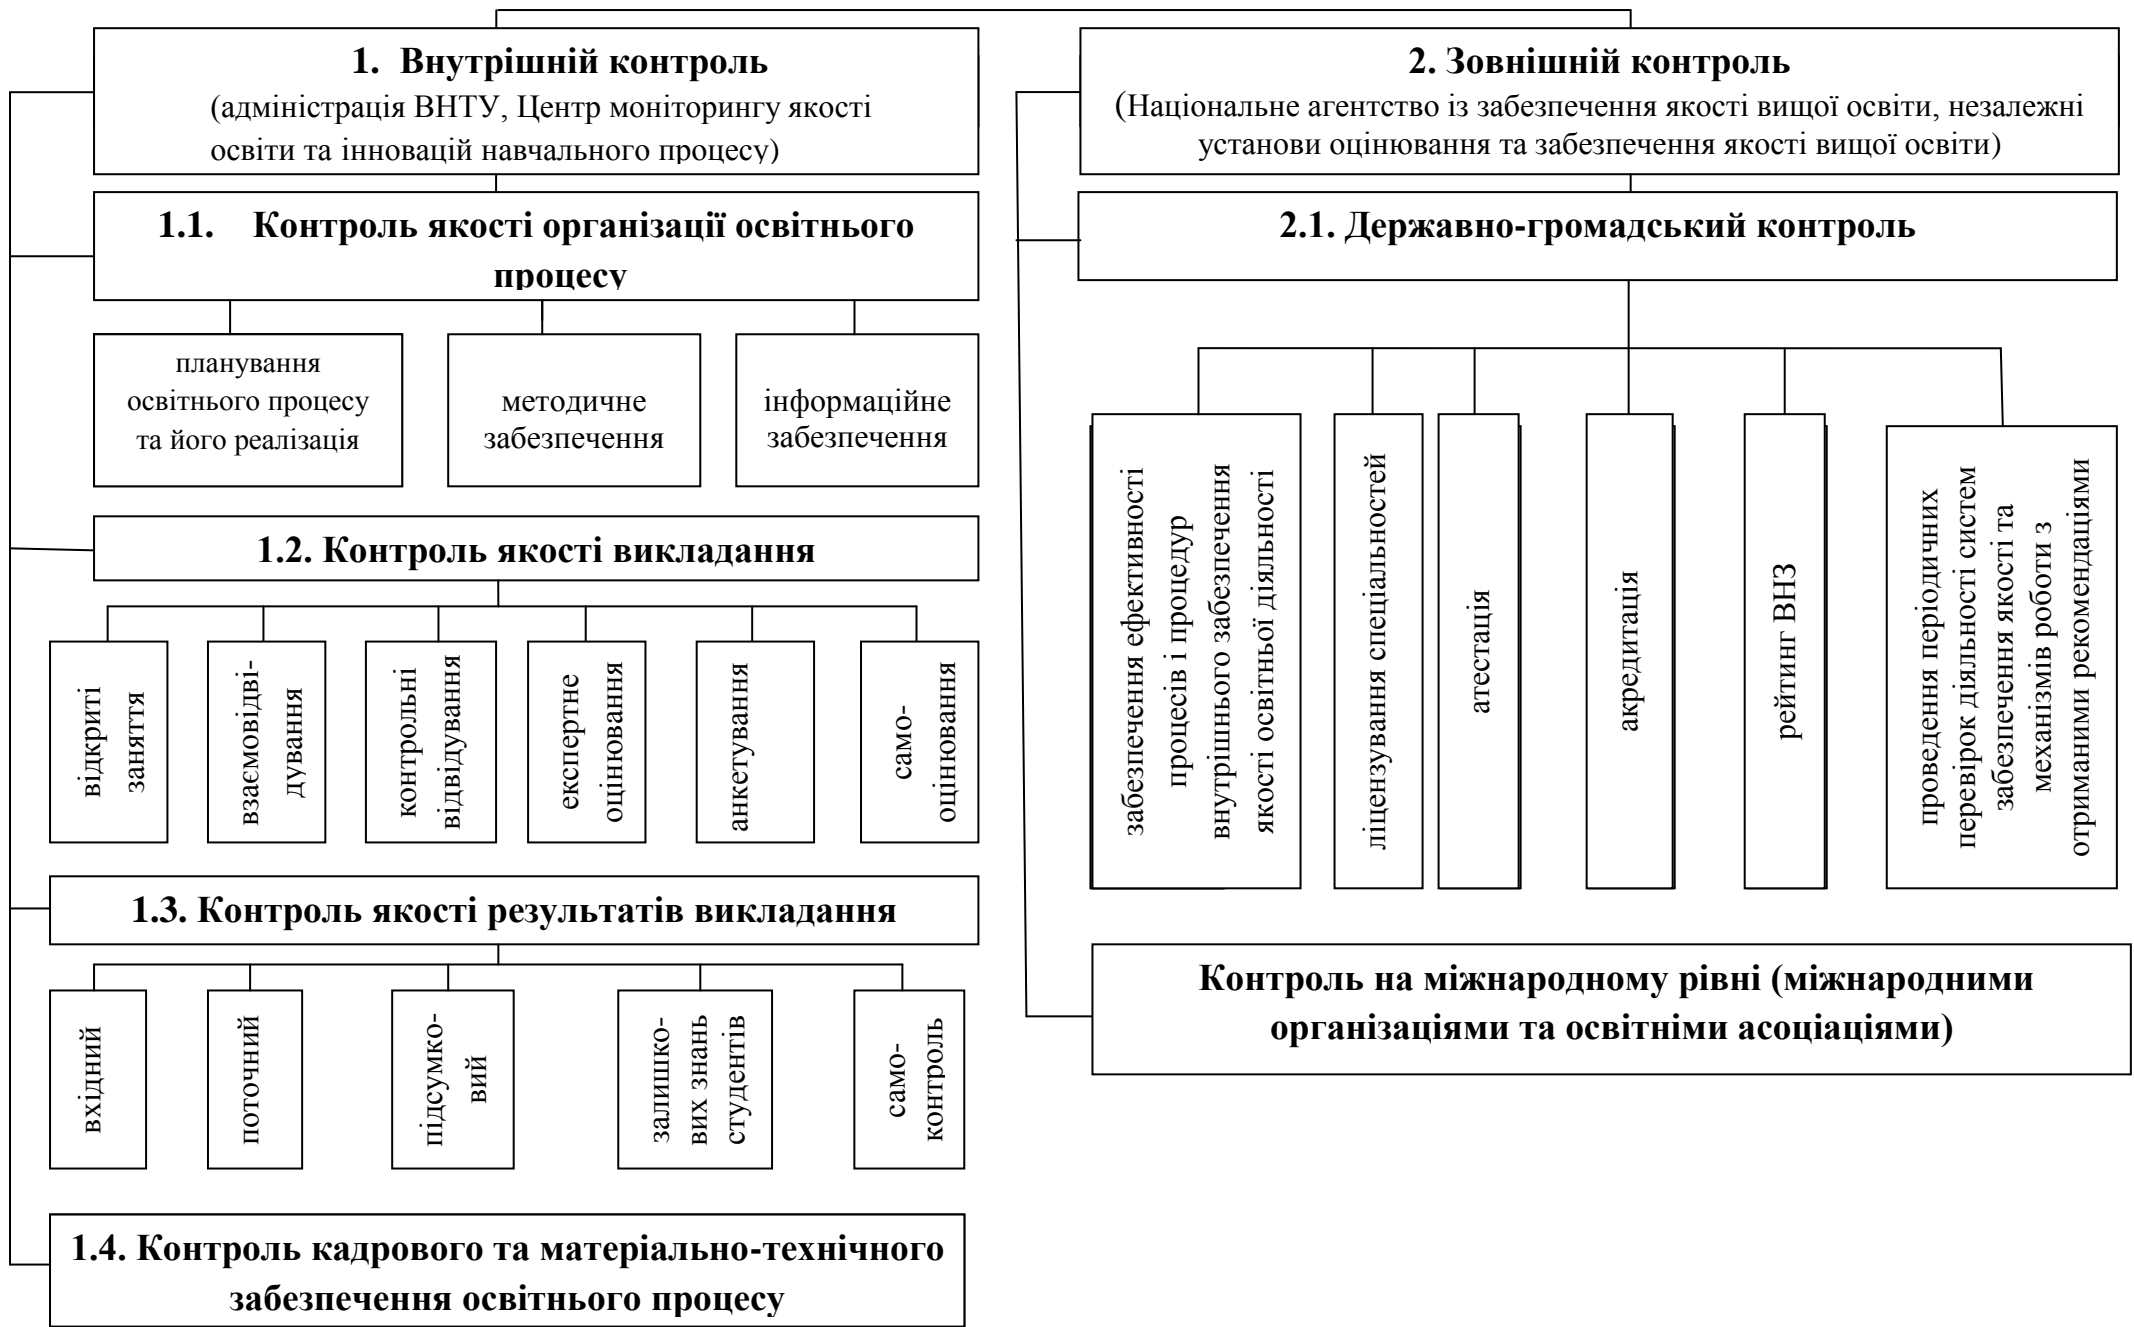 1. Внутрішній контроль
(адміністрація ВНТУ, Центр моніторингу якості
освіти та інновацій навчального процесу)
1.1. Контроль якості організації освітнього
процесу
планування
освітнього процесу
та його реалізація
методичне
забезпечення
інформаційне
забезпечення
1.2. Контроль якості викладання
відкриті
заняття
взаємовідві-
дування
контрольні
відвідування
експертне
оцінювання
анкетування
само-
оцінювання
1.3. Контроль якості результатів викладання
вхідний
поточний
підсумко-
вий
залишко-
вих знань
студентів
само-
контроль
1.4. Контроль кадрового та матеріально-технічного
забезпечення освітнього процесу
2. Зовнішній контроль
(Національне агентство із забезпечення якості вищої освіти, незалежні
установи оцінювання та забезпечення якості вищої освіти)
2.1. Державно-громадський контроль
забезпечення ефективності
процесів і процедур
внутрішнього забезпечення
якості освітньої діяльності
ліцензування спеціальностей
атестація
акредитація
рейтинг ВНЗ
проведення періодичних
перевірок діяльності систем
забезпечення якості та
механізмів роботи з
отриманими рекомендаціями
Контроль на міжнародному рівні (міжнародними
організаціями та освітніми асоціаціями)